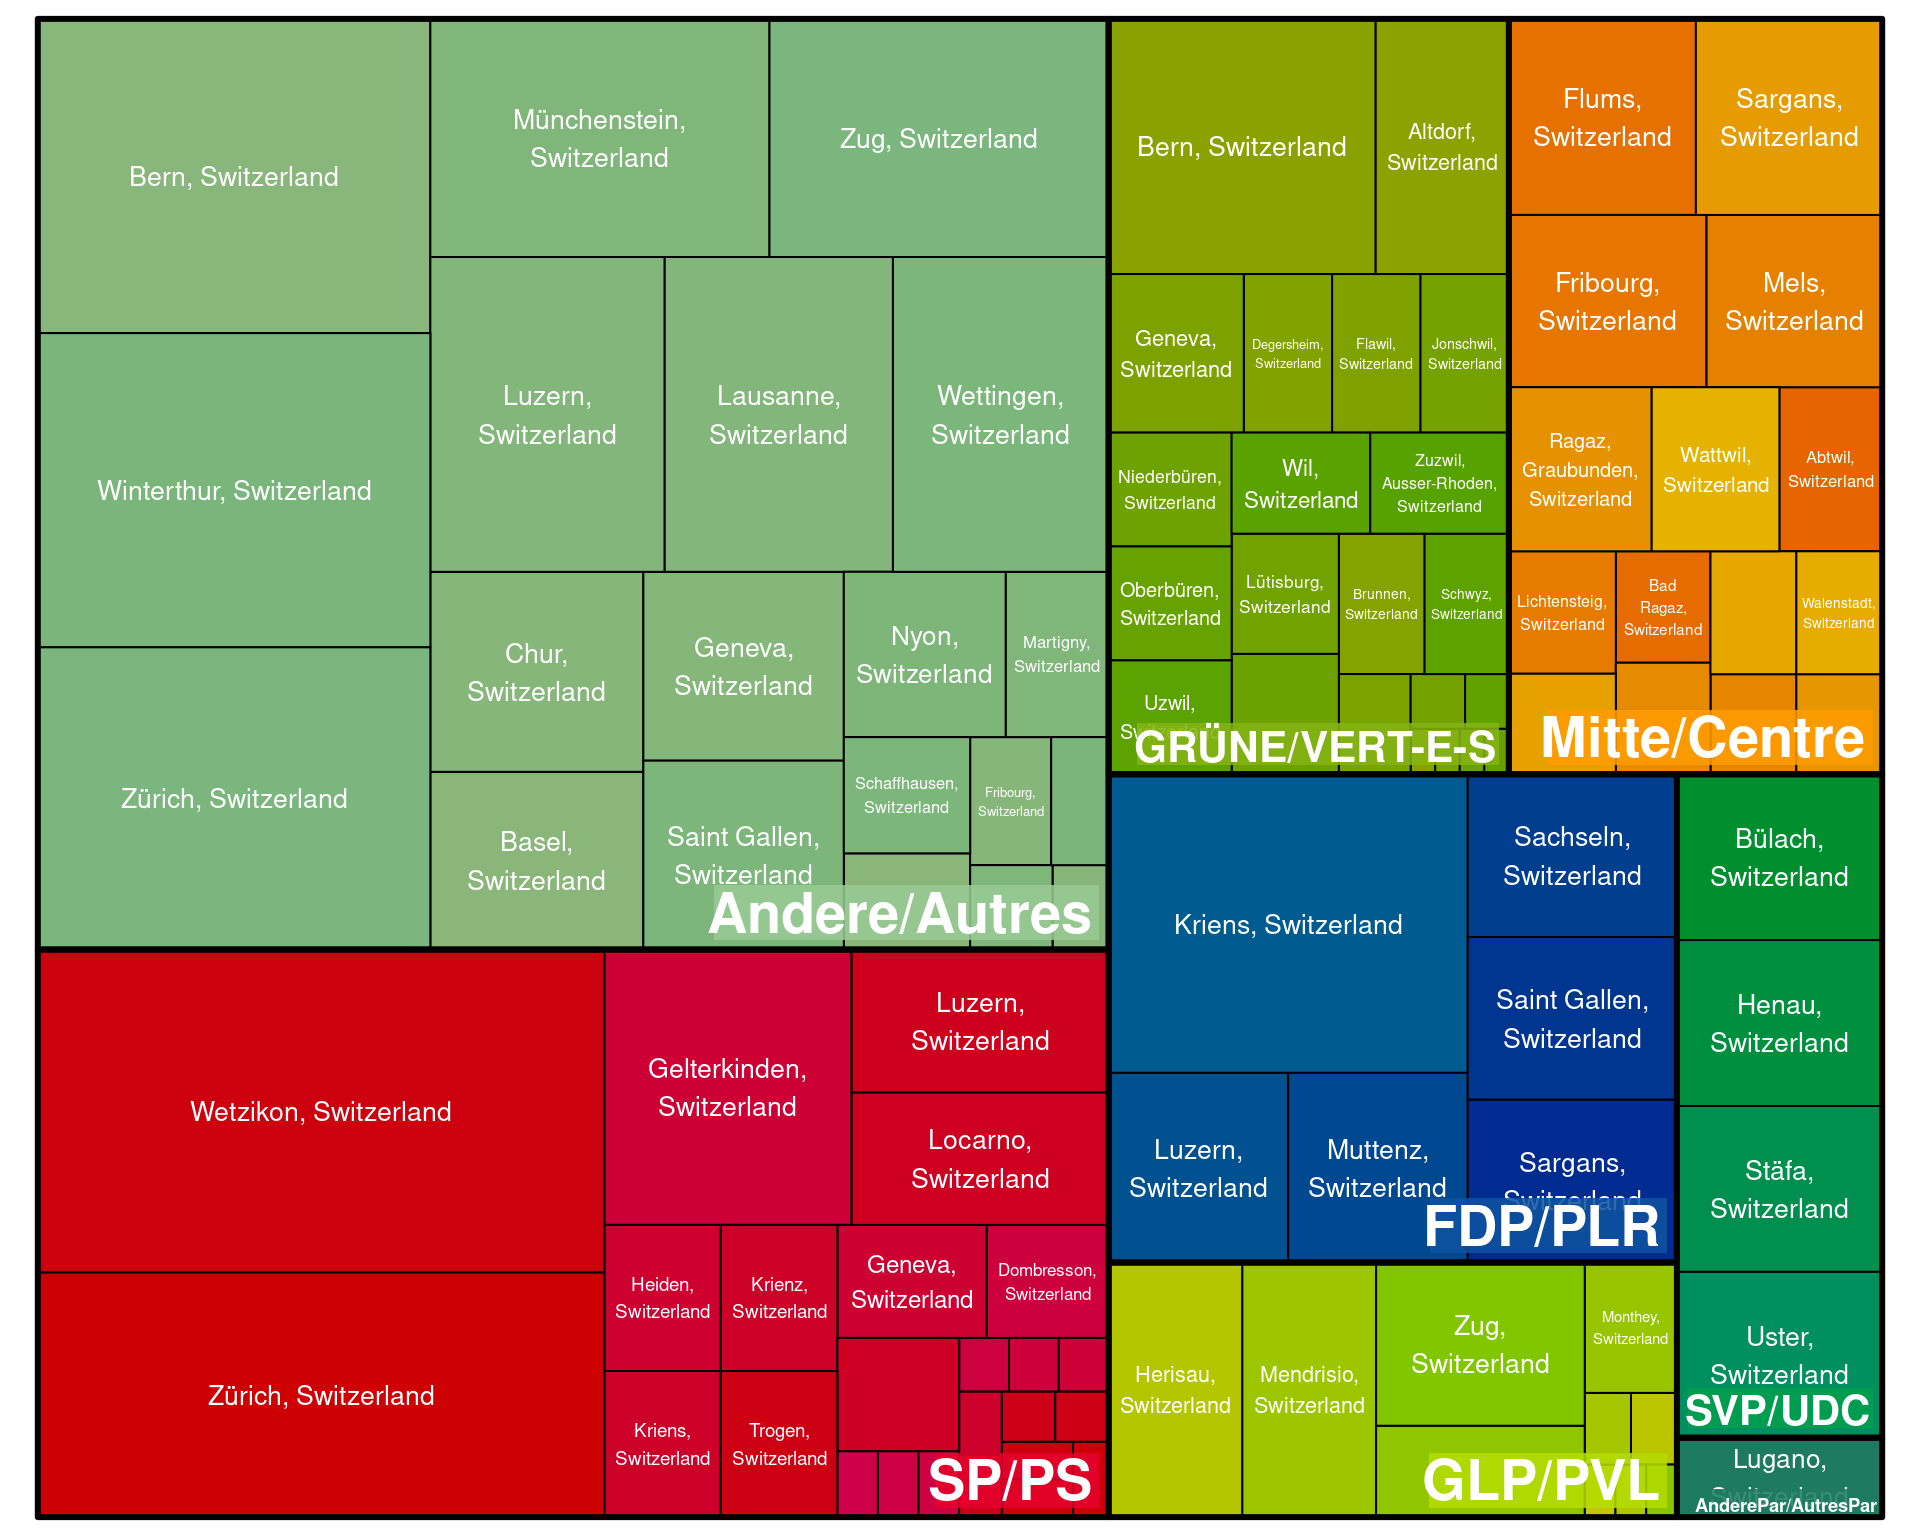 Bern, Switzerland
Winterthur, Switzerland
Zürich, Switzerland
Münchenstein,
Switzerland
Zug, Switzerland
Luzern,
Switzerland
Lausanne,
Switzerland
Wettingen,
Switzerland
Chur,
Switzerland
Geneva,
Switzerland
Nyon,
Switzerland
Martigny,
Switzerland
Basel,
Switzerland
Saint Gallen,
Switzerland
Schaffhausen,
Switzerland
Fribourg,
Switzerland
Andere/Autres
Bern, Switzerland
Altdorf,
Switzerland
Geneva,
Switzerland
Degersheim,
Switzerland
Flawil,
Switzerland
Jonschwil,
Switzerland
Niederbüren,
Switzerland
Wil,
Switzerland
Zuzwil,
Ausser-Rhoden,
Switzerland
Oberbüren,
Switzerland
Lütisburg,
Switzerland
Brunnen,
Switzerland
Schwyz,
Switzerland
Uzwil,
Switzerland
GRÜNE/VERT-E-S
Flums,
Switzerland
Sargans,
Switzerland
Fribourg,
Switzerland
Mels,
Switzerland
Ragaz,
Graubunden,
Switzerland
Wattwil,
Switzerland
Abtwil,
Switzerland
Lichtensteig,
Switzerland
Bad
Ragaz,
Switzerland
Walenstadt,
Switzerland
Mitte/Centre
Wetzikon, Switzerland
Zürich, Switzerland
Gelterkinden,
Switzerland
Luzern,
Switzerland
Locarno,
Switzerland
Heiden,
Switzerland
Krienz,
Switzerland
Geneva,
Switzerland
Dombresson,
Switzerland
Kriens,
Switzerland
Trogen,
Switzerland
SP/PS
Kriens, Switzerland
Sachseln,
Switzerland
Saint Gallen,
Switzerland
Luzern,
Switzerland
Muttenz,
Switzerland
Sargans,
Switzerland
FDP/PLR
Bülach,
Switzerland
Henau,
Switzerland
Stäfa,
Switzerland
Uster,
Switzerland
SVP/UDC
Herisau,
Switzerland
Mendrisio,
Switzerland
Zug,
Switzerland
Monthey,
Switzerland
GLP/PVL
Lugano,
Switzerland
AnderePar/AutresPar